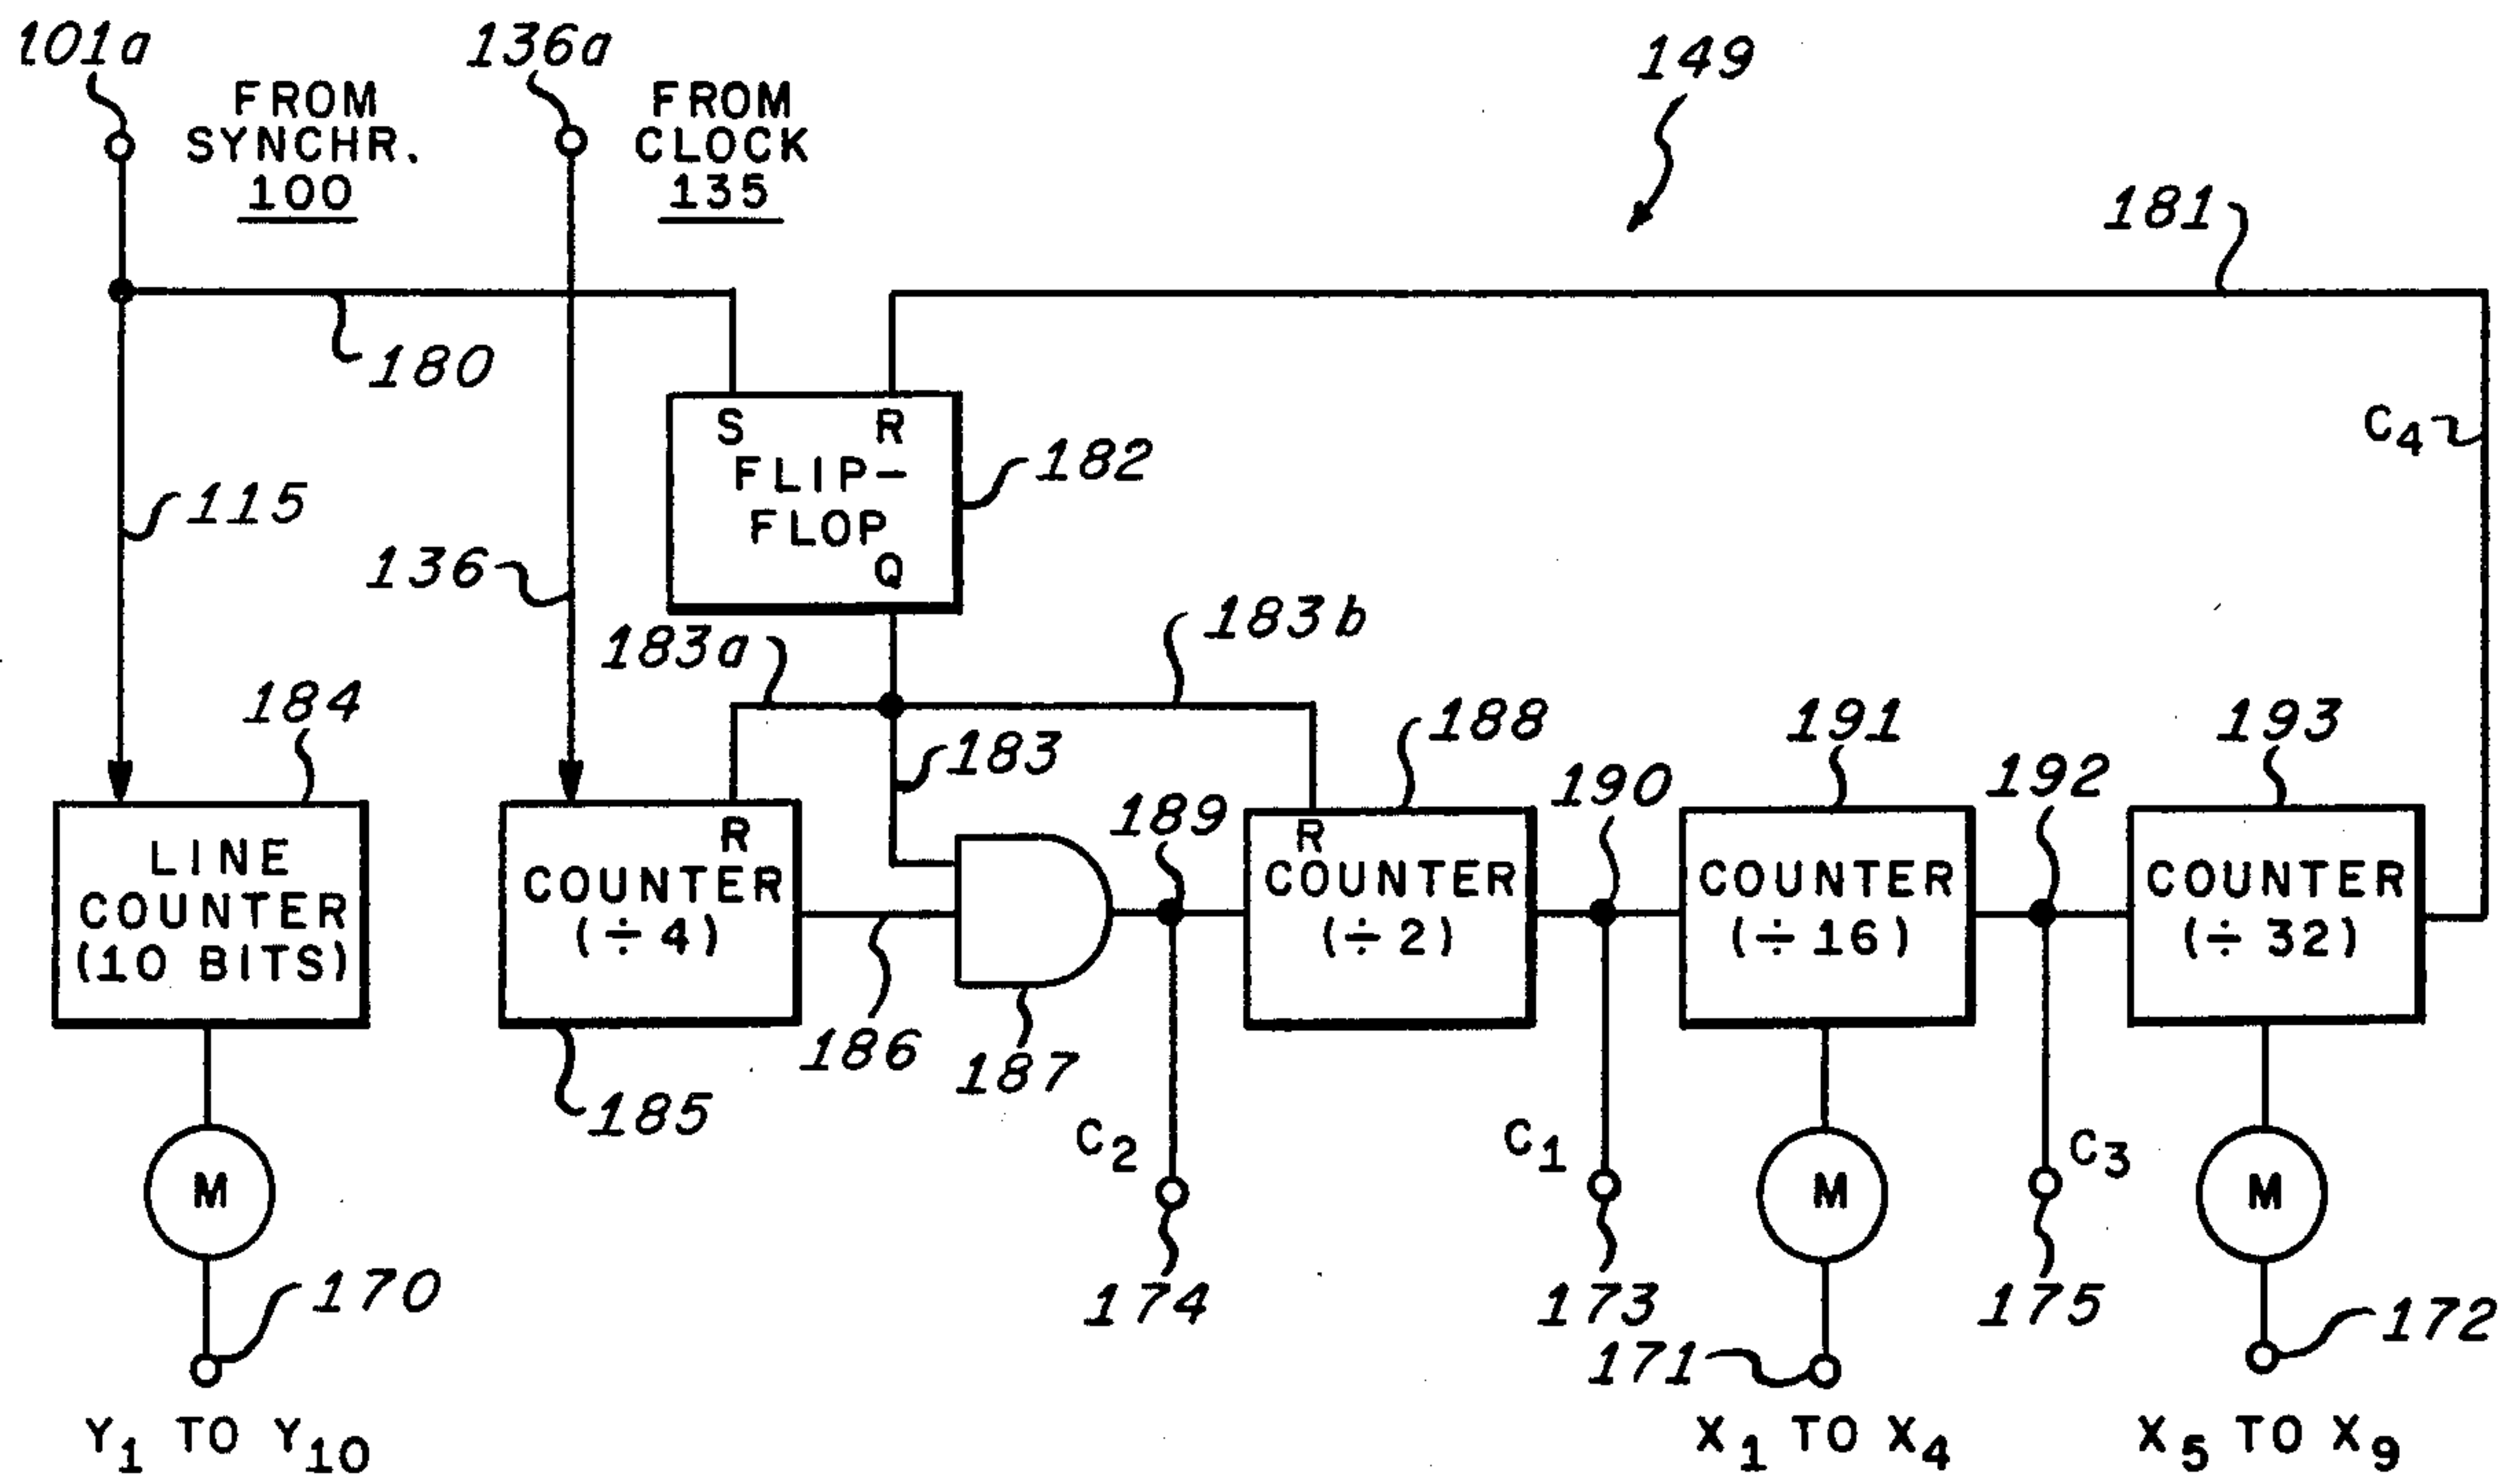 101a
136a
149
FROM
SYNCHR.
100
FROM
CLOCK
135
181
180
C4
S R
FLIP-
FLOP
Q
182
115
136
183a
183b
184
183
188
191
193
189
190
192
LINE
COUNTER
(10 BITS)
R
COUNTER
(÷4)
R
COUNTER
(÷2)
COUNTER
(÷16)
COUNTER
(÷32)
186
187
185
C2
C1
C3
M
M
M
170
174
173
175
171
172
Y1 TO Y10
X1 TO X4
X5 TO X9